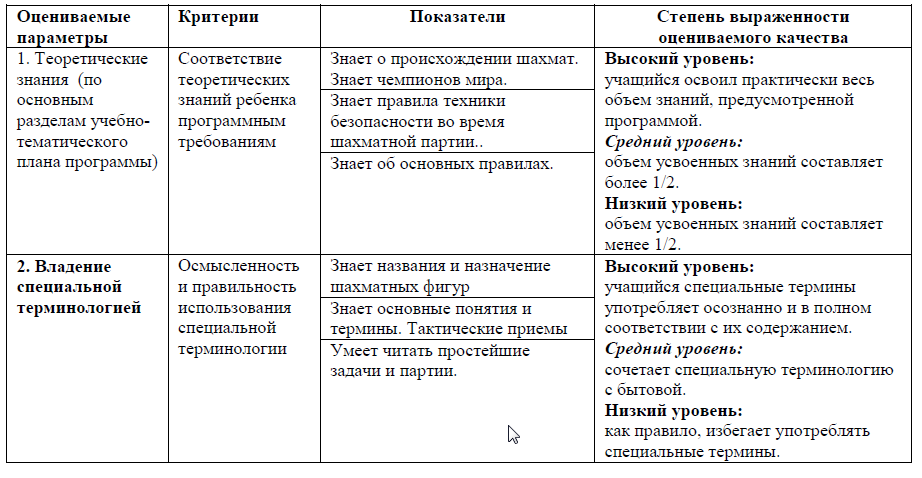 Оцениваемые
параметры
Критерии
Показатели
Степень выраженности
оцениваемого качества
1. Теоретические
знания (по
основным
разделам учебно-
тематического
плана программы)
Соответствие
теоретических
знаний ребенка
программным
требованиям
Знает о происхождении шахмат.
Знает чемпионов мира.
Знает правила техники
безопасности во время
шахматной партии..
Знает об основных правилах.
Высокий уровень:
учащийся освоил практически весь
объем знаний, предусмотренной
программой.
Средний уровень:
объем усвоенных знаний составляет
более 1/2.
Низкий уровень:
объем усвоенных знаний составляет
менее 1/2.
2. Владение
специальной
терминологией
Осмысленность
и правильность
использования
специальной
терминологии
Знает названия и назначение
шахматных фигур
Знает основные понятия и
термины. Тактические приемы
Умеет читать простейшие
задачи и партии.
Высокий уровень:
учащийся специальные термины
употребляет осознанно и в полном
соответствии с их содержанием.
Средний уровень:
сочетает специальную терминологию
с бытовой.
Низкий уровень:
как правило, избегает употреблять
специальные термины.